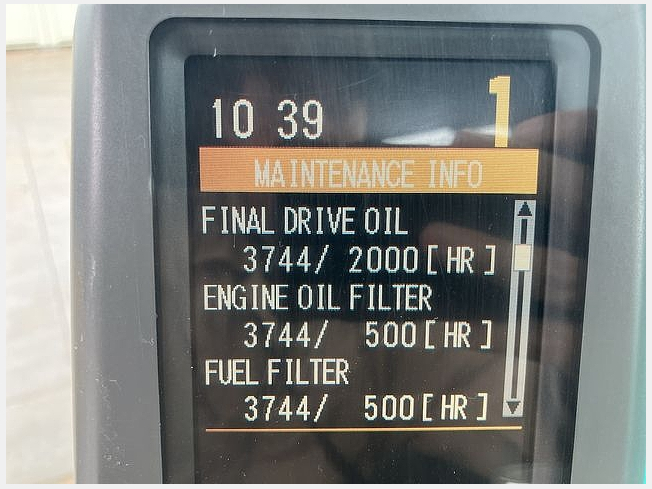 10 39
1
MAINTENANCE INFO
FINAL DRIVE OIL
3744/ 2000[HR]
ENGINE OIL FILTER
3744/ 500[HR]
FUEL FILTER
3744/ 500[HR]